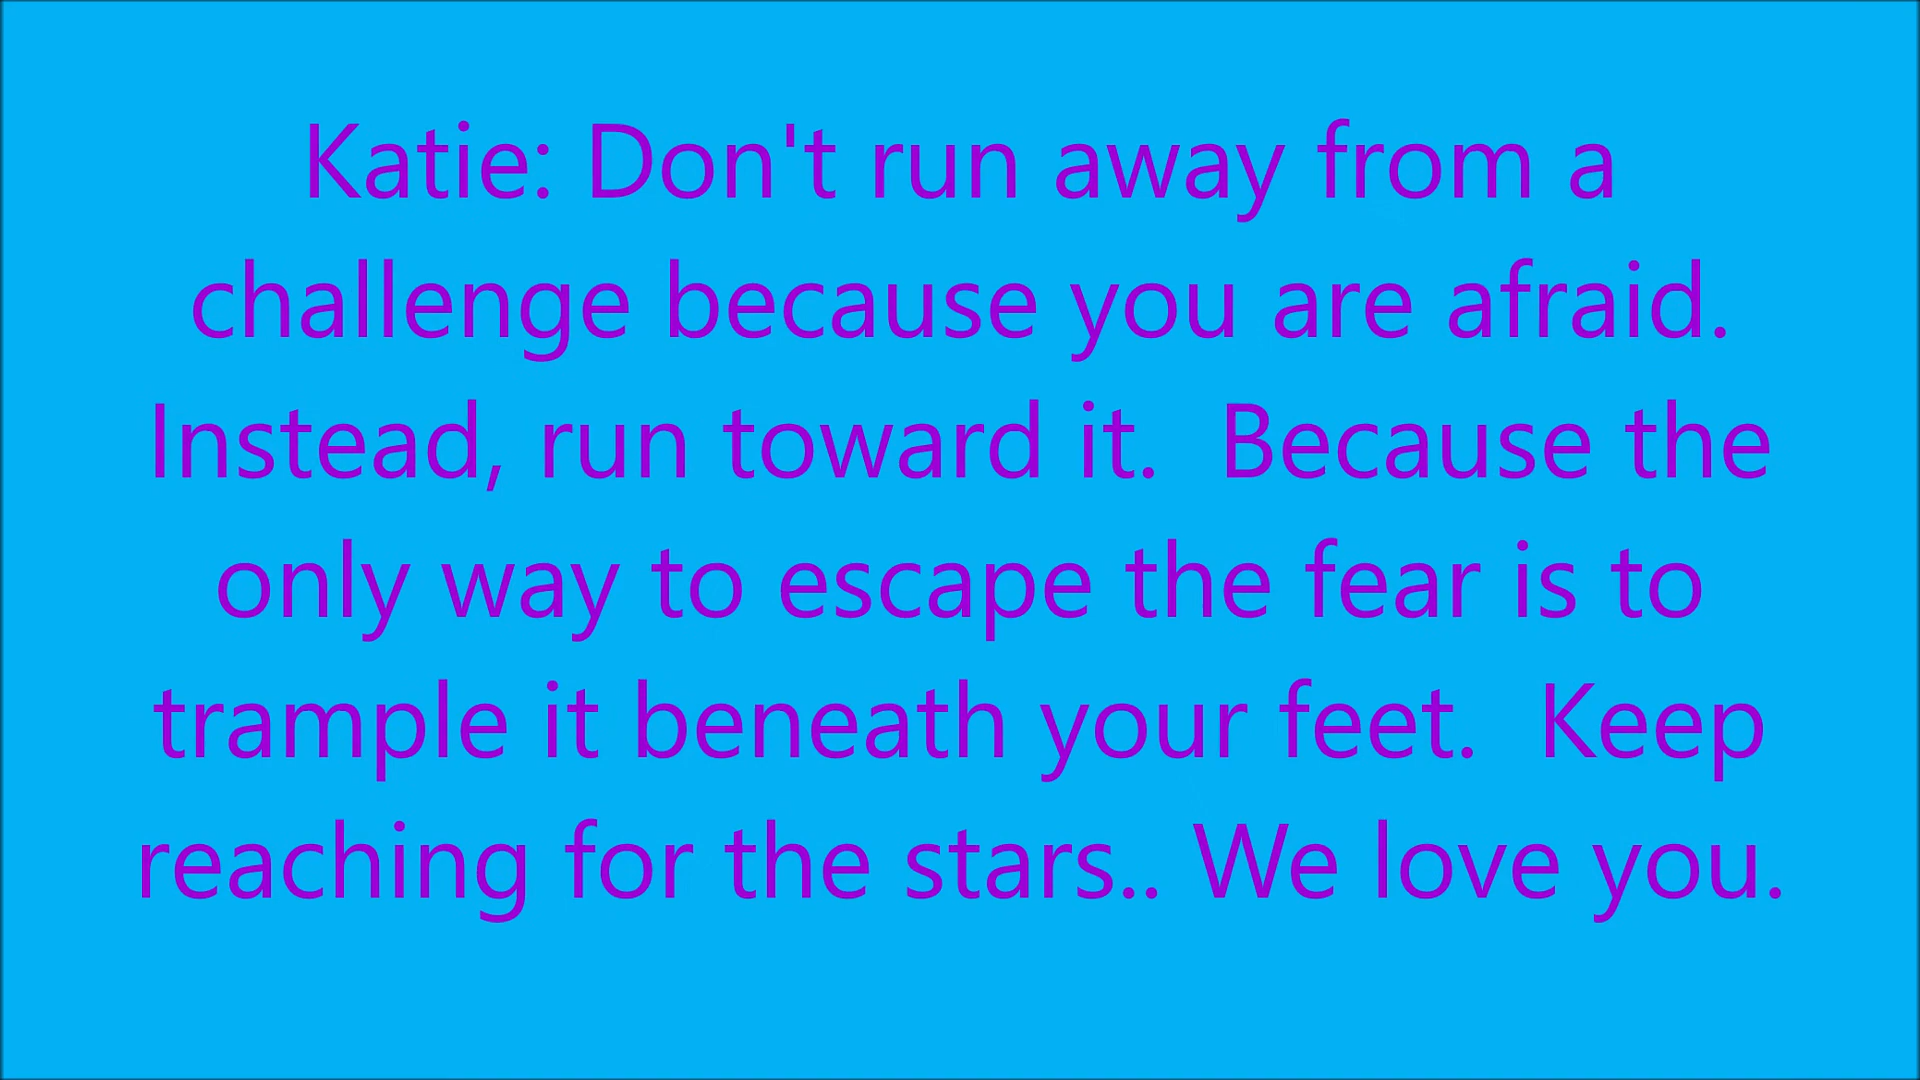 Katie: Don't run away from a
challenge because you are afraid.
Instead, run toward it.  Because the
only way to escape the fear is to
trample it beneath your feet.  Keep
reaching for the stars.. We love you.